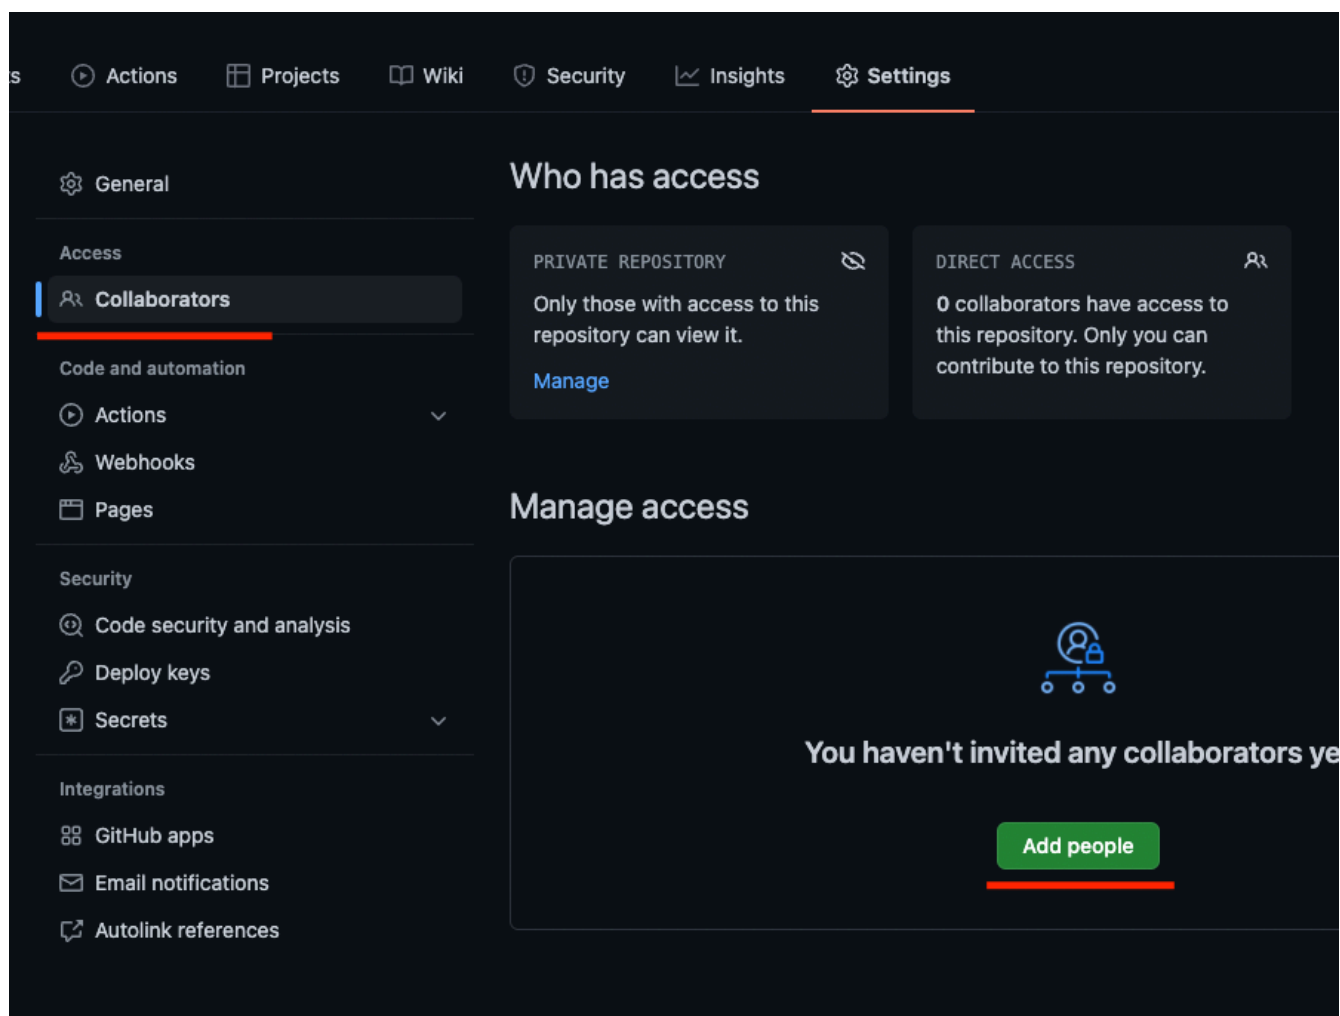 Actions Projects Wiki Security Insights Settings
General
Access
Collaborators
Code and automation
Actions
Webhooks
Pages
Security
Code security and analysis
Deploy keys
Secrets
Integrations
GitHub apps
Email notifications
Autolink references
Who has access
PRIVATE REPOSITORY
Only those with access to this
repository can view it.
Manage
DIRECT ACCESS
0 collaborators have access to
this repository. Only you can
contribute to this repository.
Manage access
You haven't invited any collaborators ye
Add people